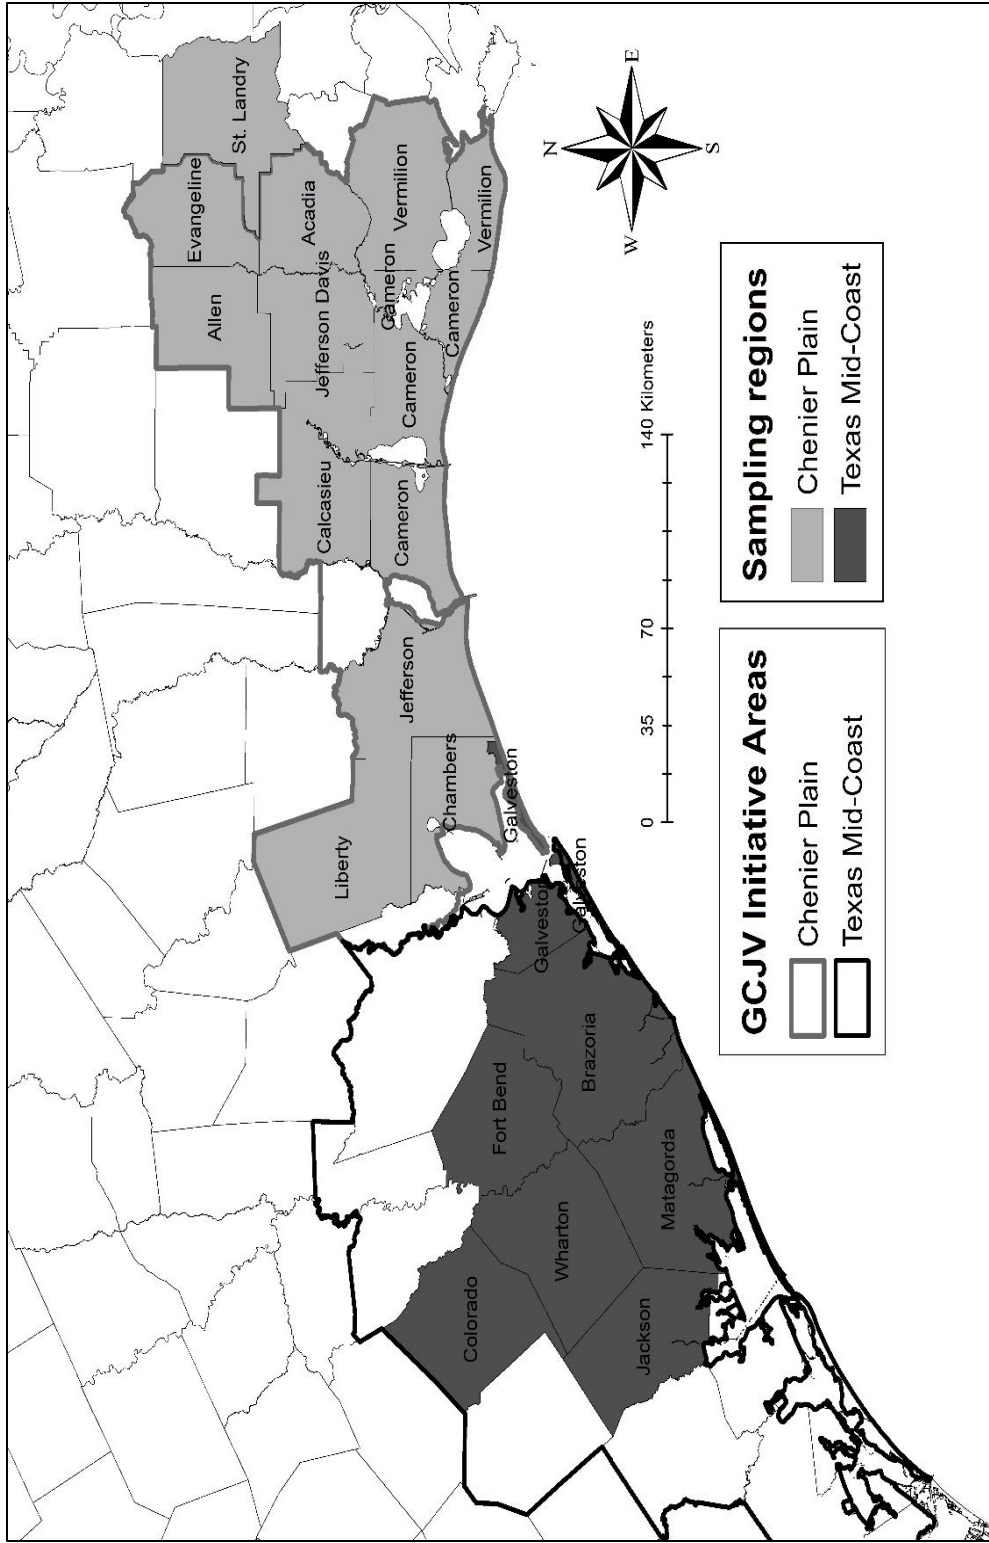 St. Landry
Evangeline
Allen
Acadia
Vermilion
Vermilion
Jefferson Davis
Cameron
Cameron
Cameron
Calcasieu
Cameron
Jefferson
Chambers
Liberty
Galveston
Galveston
Galveston
Brazoria
Fort Bend
Matagorda
Wharton
Colorado
Jackson
N
E
S
W
0 35 70 140 Kilometers
GCJV Initiative Areas
Chenier Plain
Texas Mid-Coast
Sampling regions
Chenier Plain
Texas Mid-Coast